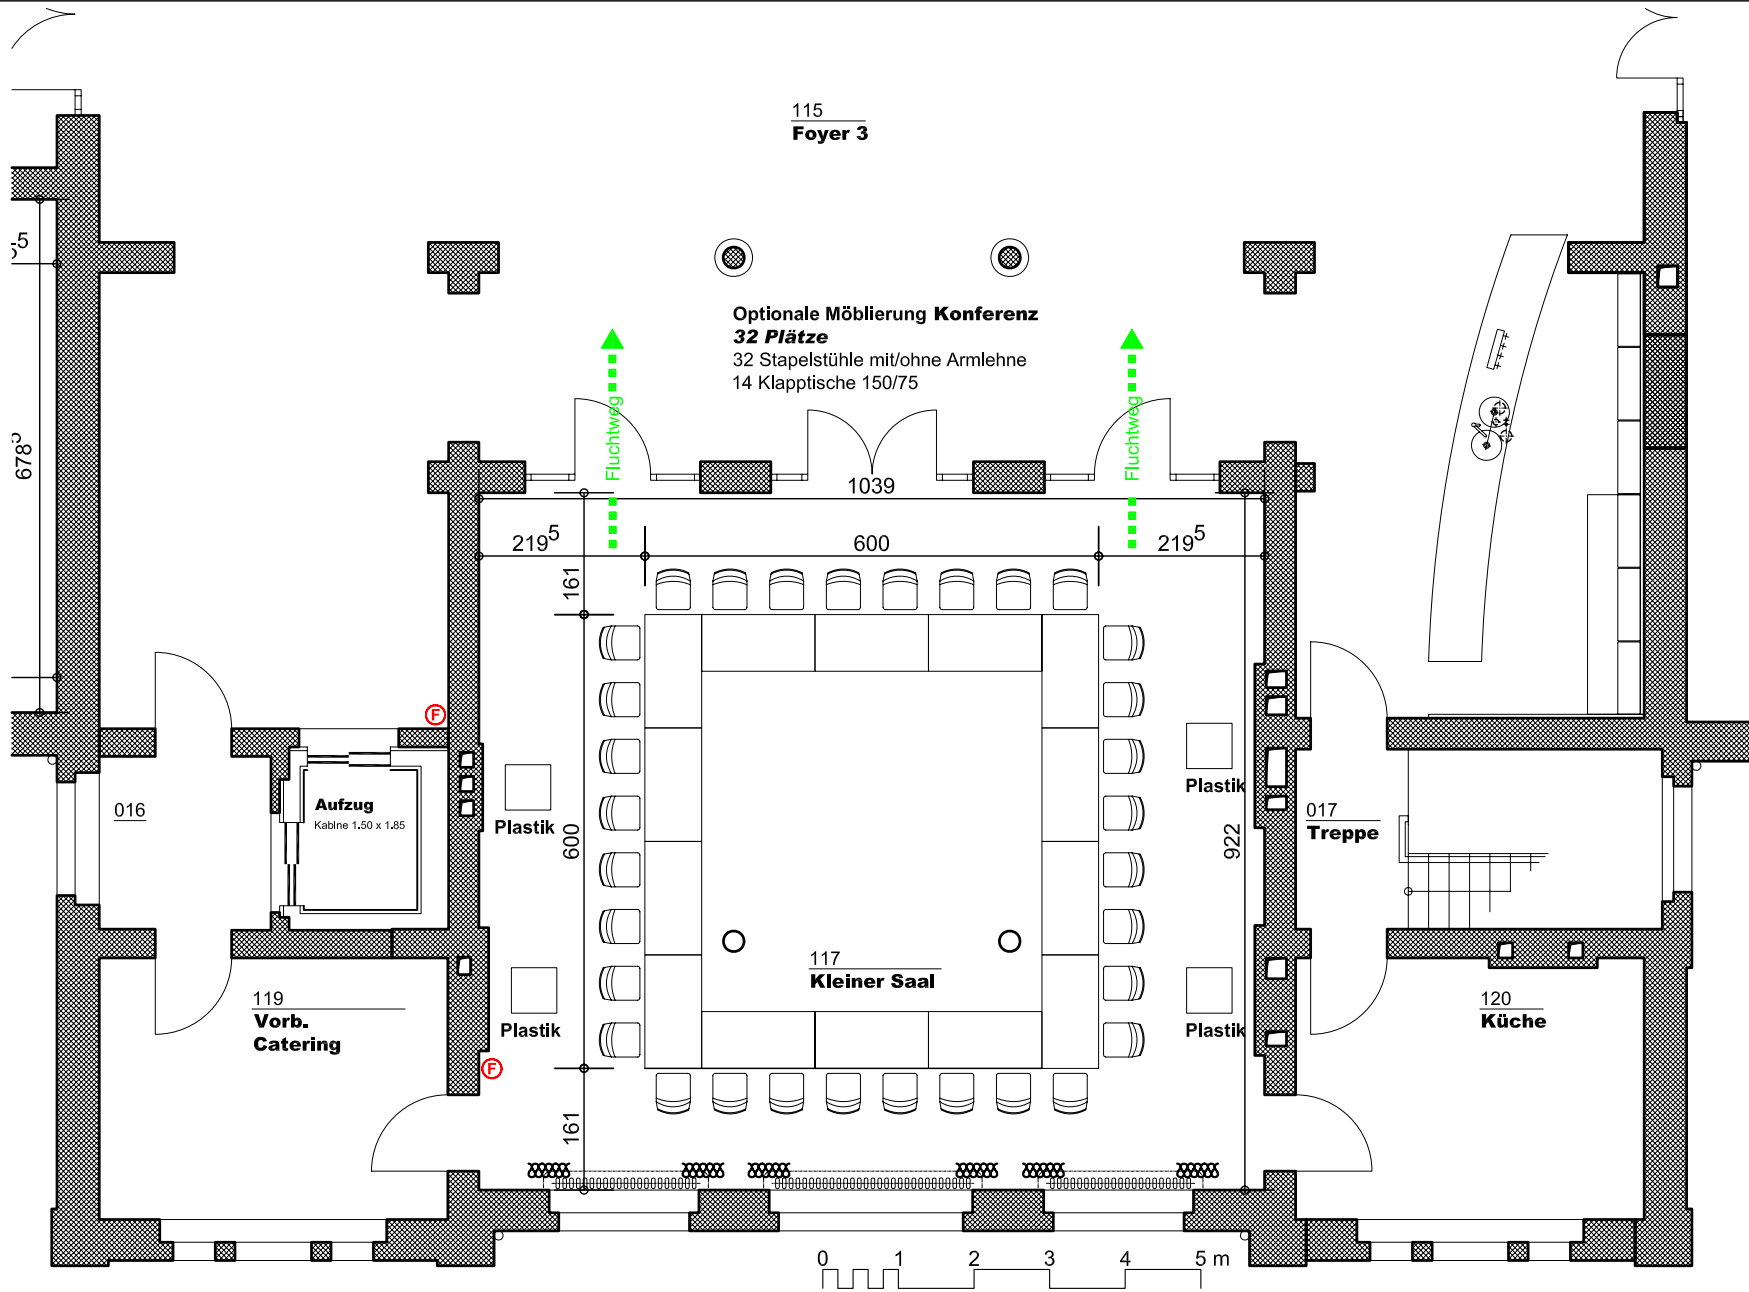 115
Foyer 3
Optionale Möblierung Konferenz
32 Plätze
32 Stapelstühle mit/ohne Armlehne
14 Klapptische 150/75
Fluchtweg
Fluchtweg
678⁵
1039
219⁵
600
219⁵
161
600
161
922
016
Aufzug
Kabine 1.50 x 1.85
F
Plastik
Plastik
Plastik
Plastik
017
Treppe
117
Kleiner Saal
119
Vorb.
Catering
F
120
Küche
0 1 2 3 4 5 m